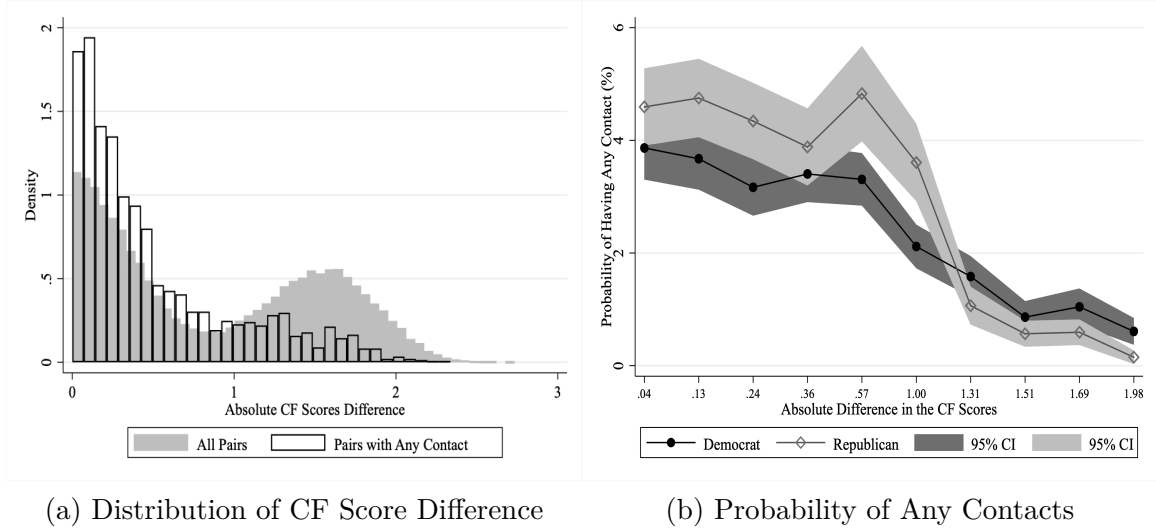 2
1.5
1
.5
0
Density
0 1 2 3
Absolute CF Scores Difference
All Pairs Pairs with Any Contact
(a) Distribution of CF Score Difference
6
4
2
0
Probability of Having Any Contact (%)
.04 .13 .24 .36 .57 1.00 1.31 1.51 1.69 1.98
Absolute Difference in the CF Scores
Democrat Republican 95% CI 95% CI
(b) Probability of Any Contacts